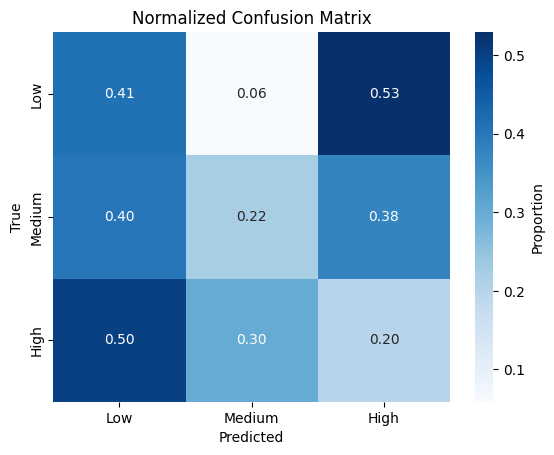 Normalized Confusion Matrix
Low 0.41 0.06 0.53
Medium 0.40 0.22 0.38
High 0.50 0.30 0.20
Low Medium High
Predicted
True
0.5
0.4
0.3
0.2
0.1
Proportion